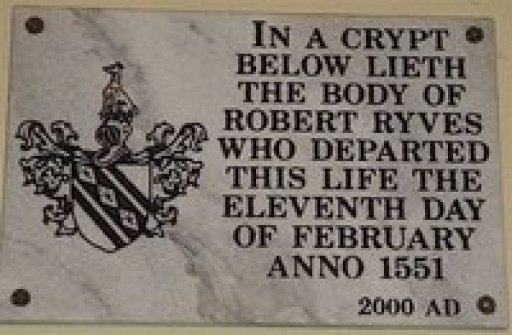 IN A CRYPT
BELOW LIETH
THE BODY OF
ROBERT RYVES
WHO DEPARTED
THIS LIFE THE
ELEVENTH DAY
OF FEBRUARY
ANNO 1551
2000 AD